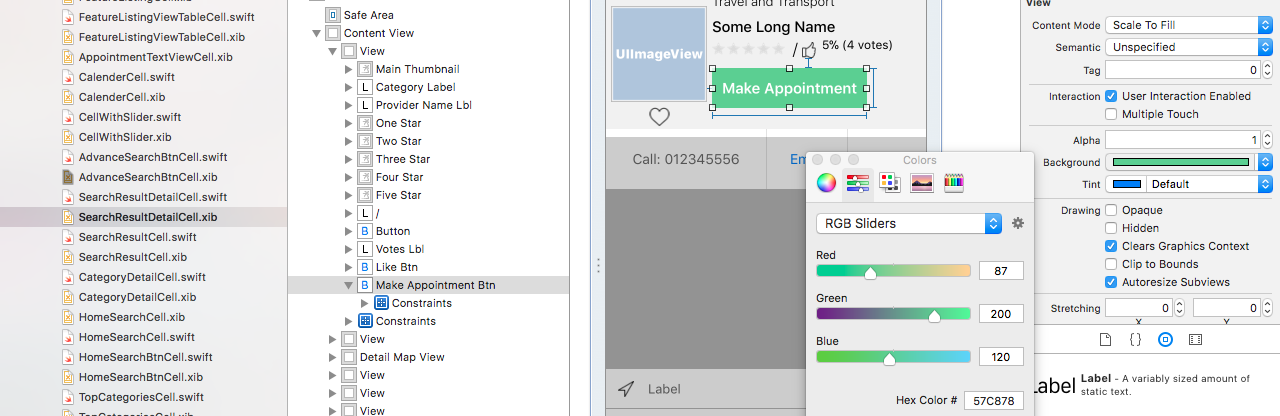 FeatureListingViewTableCell.swift
FeatureListingViewTableCell.xib
AppointmentTextViewCell.xib
CalenderCell.swift
CalenderCell.xib
CellWithSlider.swift
CellWithSlider.xib
AdvanceSearchBtnCell.swift
AdvanceSearchBtnCell.xib
SearchResultDetailCell.swift
SearchResultDetailCell.xib
SearchResultCell.swift
SearchResultCell.xib
CategoryDetailCell.swift
CategoryDetailCell.xib
HomeSearchCell.xib
HomeSearchCell.swift
HomeSearchBtnCell.swift
HomeSearchBtnCell.xib
TopCategoriesCell.swift
TopCategoriesCell.xib
Safe Area
Content View
View
Main Thumbnail
L Category Label
L Provider Name Lbl
One Star
Two Star
Three Star
Four Star
Five Star
L /
B Button
L Votes Lbl
B Like Btn
B Make Appointment Btn
Constraints
Constraints
View
Detail Map View
View
View
View
Travel and Transport
Some Long Name
UIImageView
/ 5% (4 votes)
Make Appointment
Call: 012345556
Em
Label
Colors
RGB Sliders
Red
87
Green
200
Blue
120
Hex Color # 57C878
View
Content Mode Scale To Fill
Semantic Unspecified
Tag 0
Interaction User Interaction Enabled
Multiple Touch
Alpha 1
Background
Tint Default
Drawing Opaque
Hidden
Clears Graphics Context
Clip to Bounds
Autoresize Subviews
Stretching 0 0
X Y
{}
Label Label - A variably sized amount of
static text.